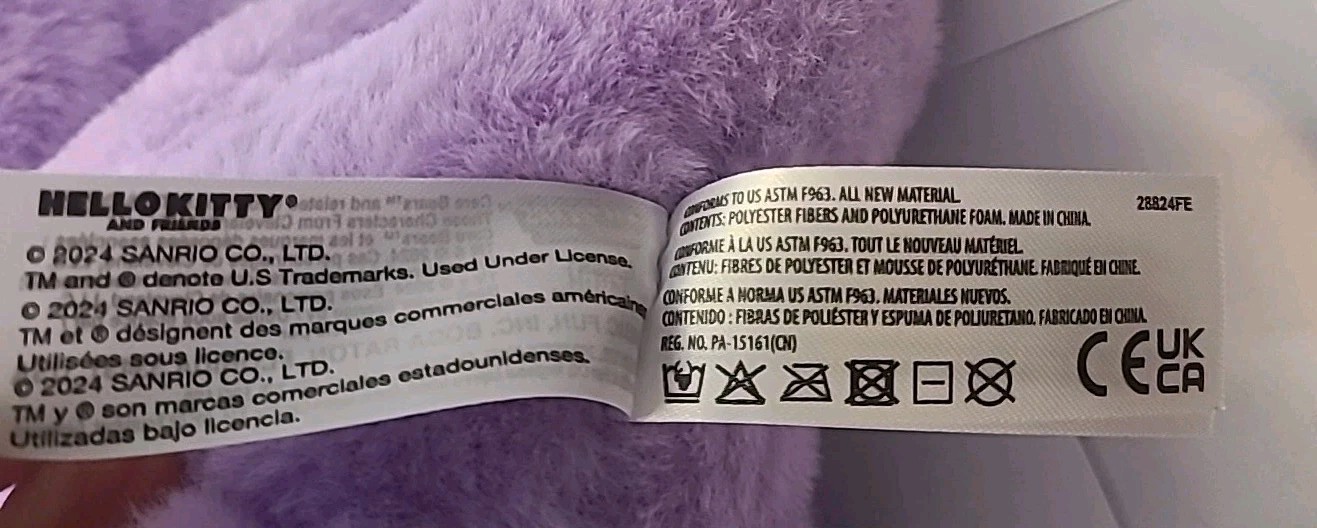 HELLO KITTY®
AND FRIENDS
© 2024 SANRIO CO., LTD.
TM and ® denote U.S Trademarks. Used Under License.
© 2024 SANRIO CO., LTD.
TM et ® désignent des marques commerciales américaines
Utilisées sous licence.
© 2024 SANRIO CO., LTD.
TM y ® son marcas comerciales estadounidenses.
Utilizadas bajo licencia.
CONFORMS TO US ASTM F963. ALL NEW MATERIAL.
CONTENTS: POLYESTER FIBERS AND POLYURETHANE FOAM. MADE IN CHINA.
CONFORME À LA US ASTM F963. TOUT LE NOUVEAU MATÉRIEL.
CONTENU: FIBRES DE POLYESTER ET MOUSSE DE POLYURÉTHANE. FABRIQUÉ EN CHINE.
CONFORME A NORMA US ASTM F963. MATERIALES NUEVOS.
CONTENIDO : FIBRAS DE POLIÉSTER Y ESPUMA DE POLIURETANO. FABRICADO EN CHINA.
REG. NO. PA-15161(CN)
28824FE
CE UK
CA